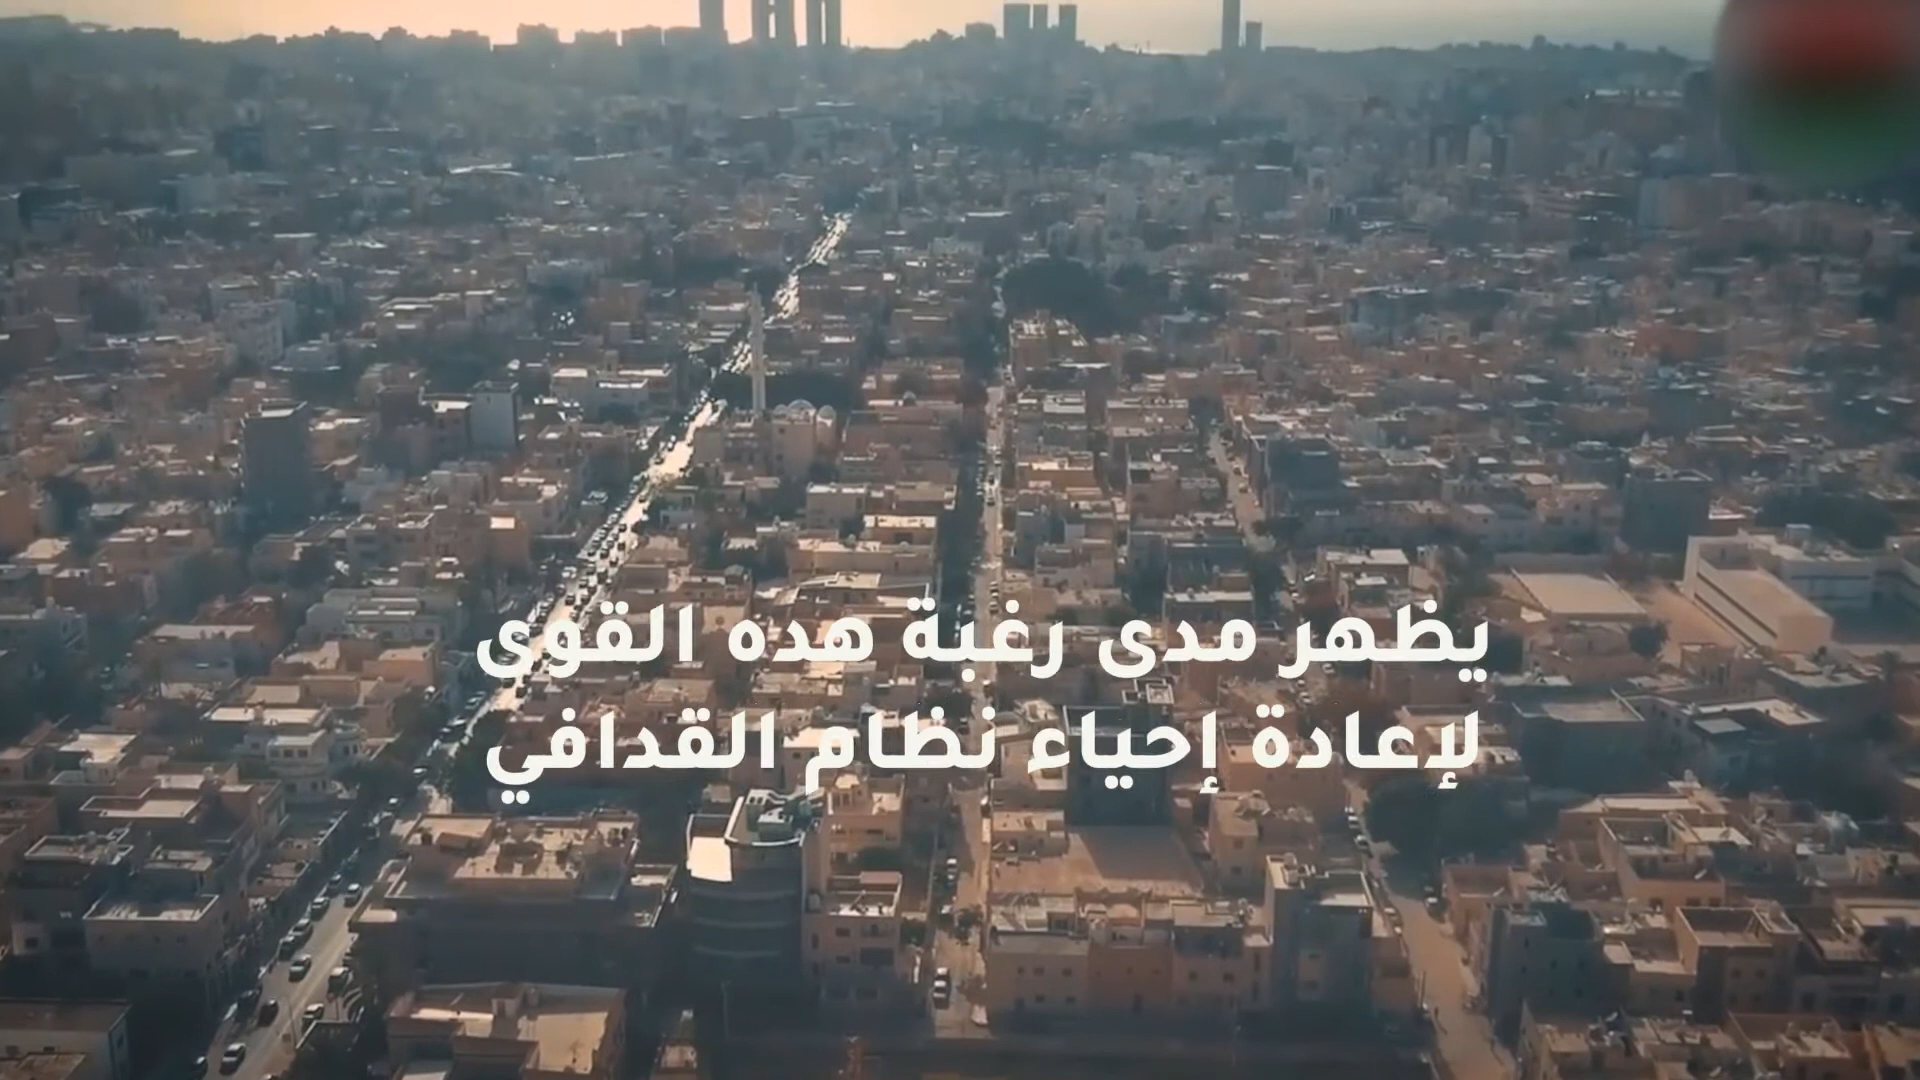 يظهر مدى رغبة هده القوى
لإعادة إحياء نظام القدافي